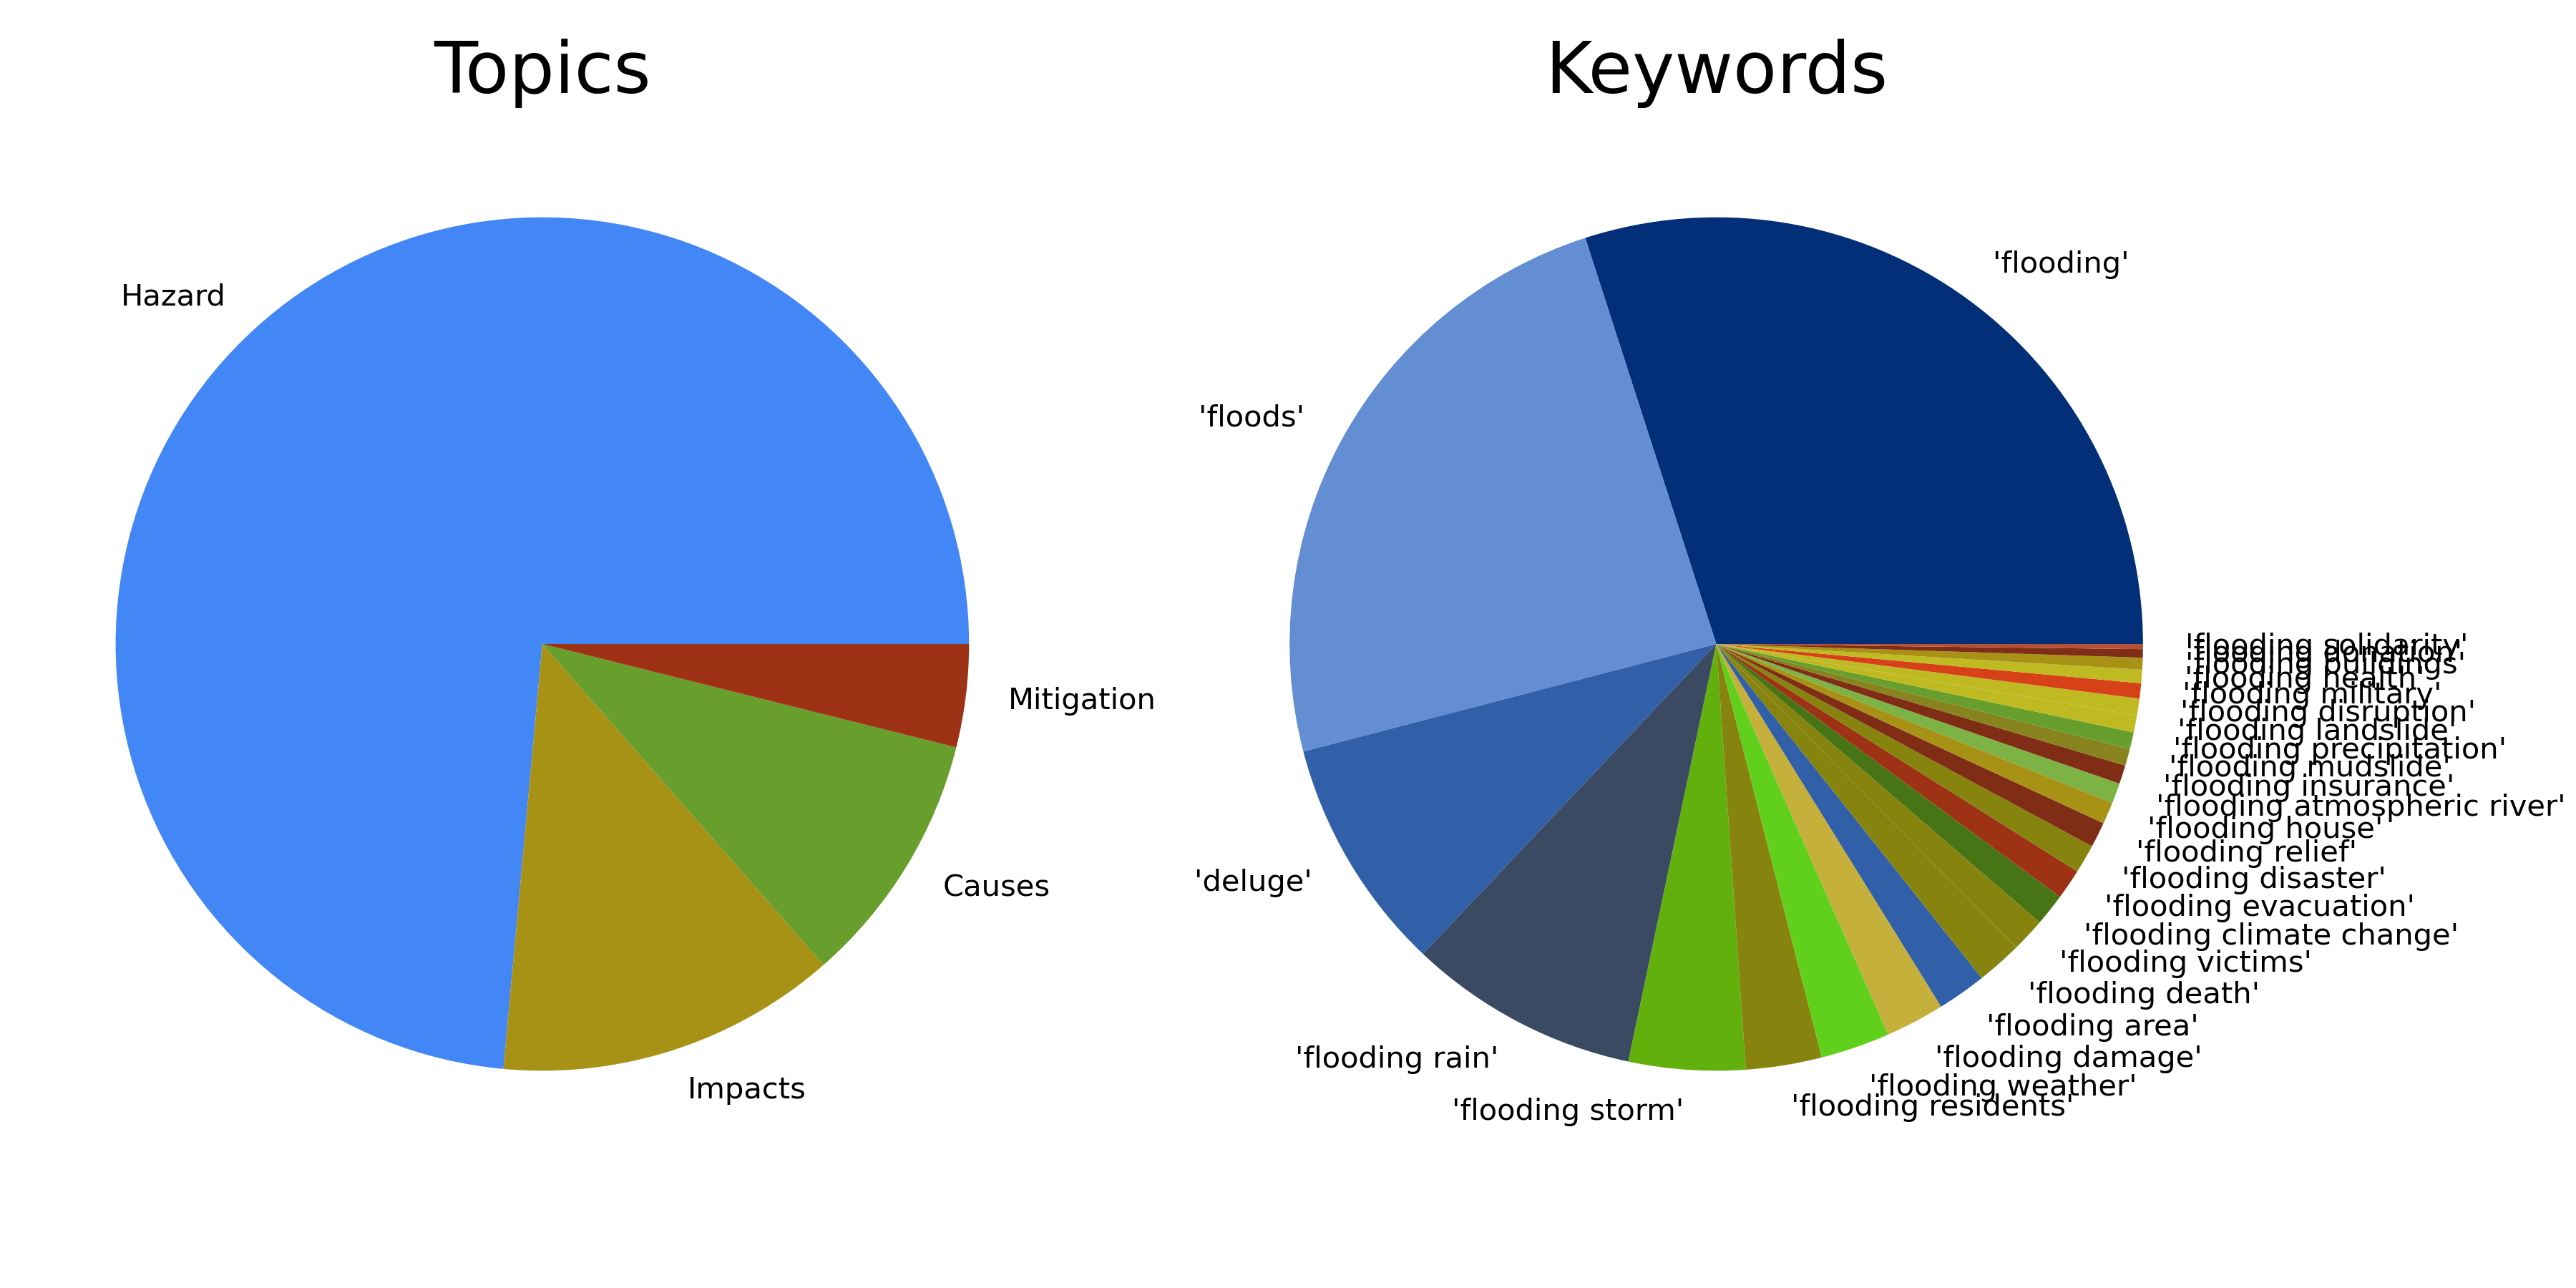 Topics
Keywords
Hazard
Mitigation
Causes
Impacts
'flooding'
'floods'
'deluge'
'flooding rain'
'flooding storm'
'flooding residents'
'flooding weather'
'flooding damage'
'flooding area'
'flooding death'
'flooding victims'
'flooding climate change'
'flooding evacuation'
'flooding disaster'
'flooding relief'
'flooding house'
'flooding atmospheric river'
'flooding insurance'
'flooding mudslide'
'flooding precipitation'
'flooding landslide'
'flooding disruption'
'flooding military'
'flooding health'
'flooding buildings'
'flooding donation'
'flooding solidarity'